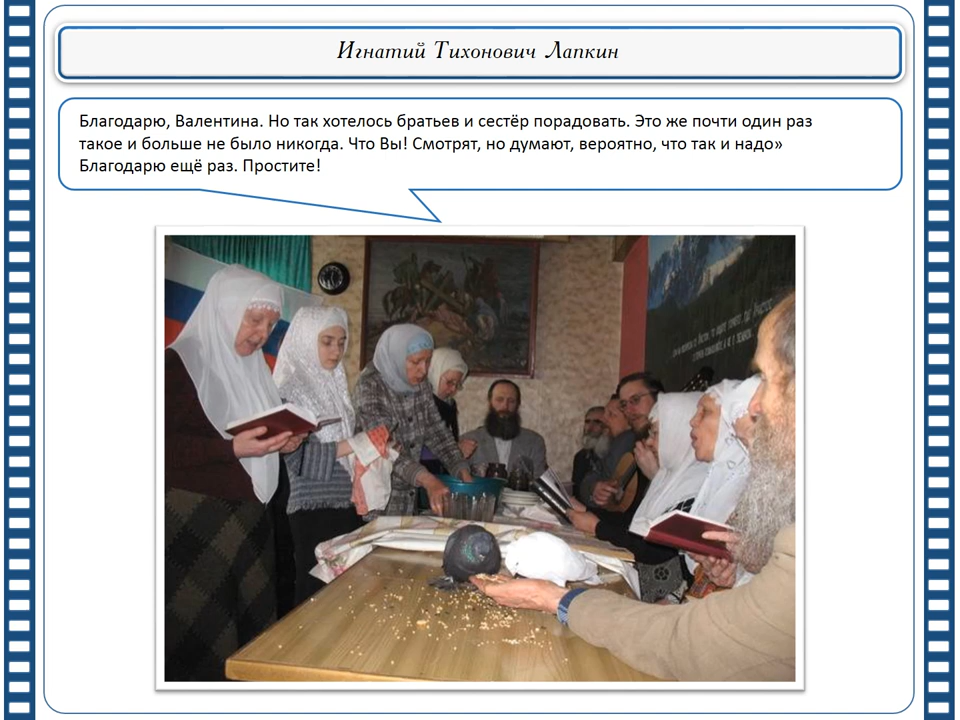 Игнатий Тихонович Лапкин
Благодарю, Валентина. Но так хотелось братьев и сестёр порадовать. Это же почти один раз
такое и больше не было никогда. Что Вы! Смотрят, но думают, вероятно, что так и надо»
Благодарю ещё раз. Простите!